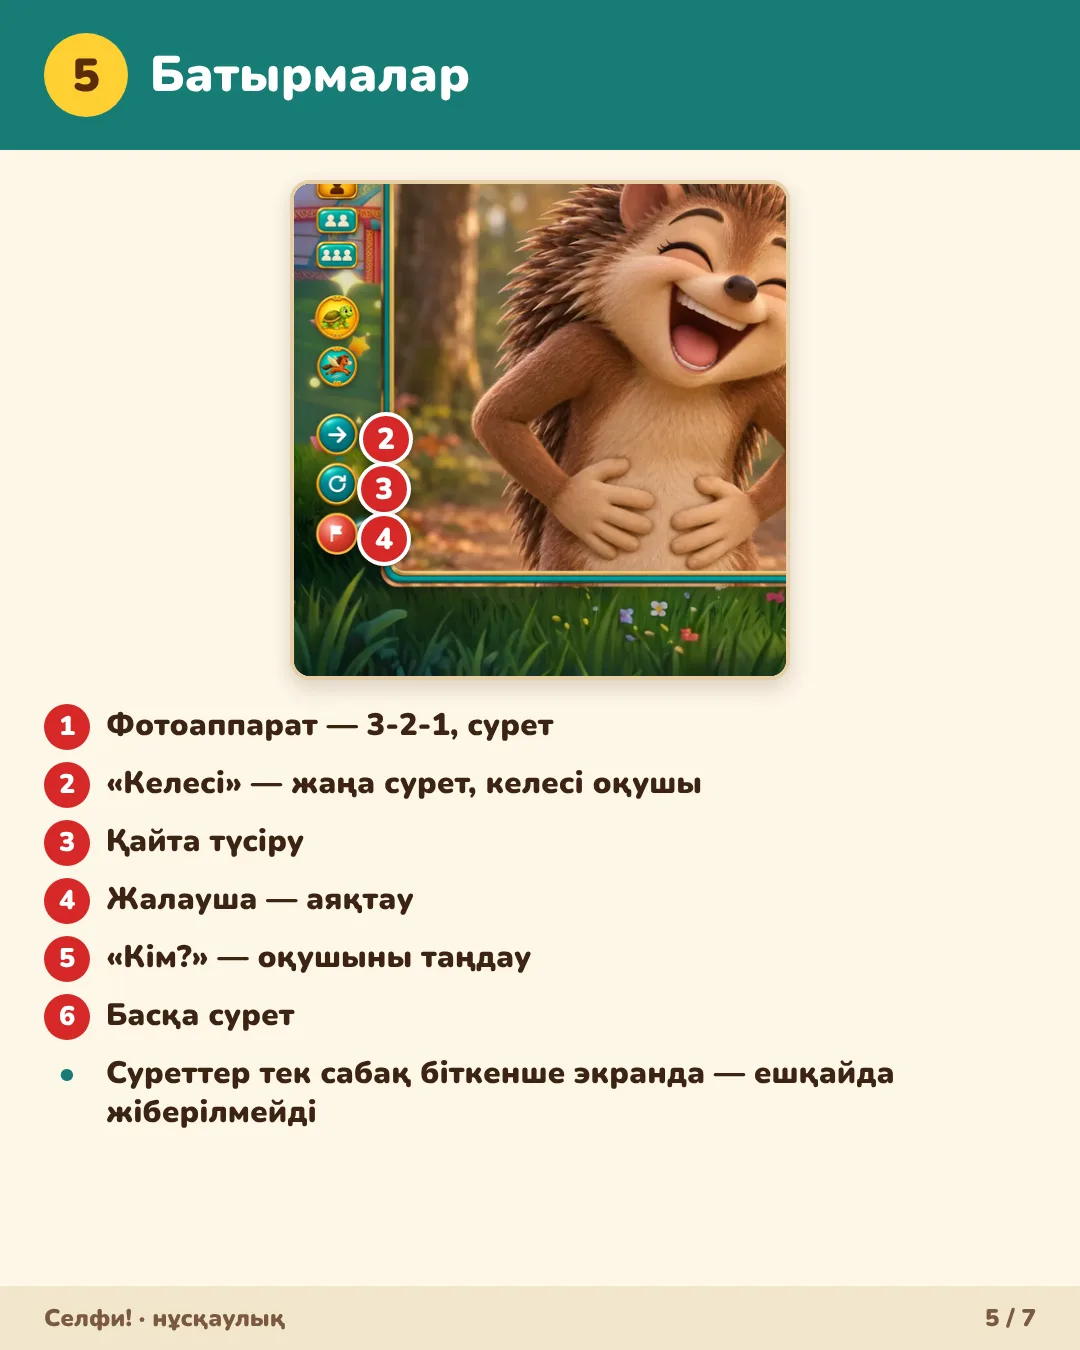 5 Батырмалар
2
3
4
1 Фотоаппарат — 3-2-1, сурет
2 «Келесі» — жаңа сурет, келесі оқушы
3 Қайта түсіру
4 Жалауша — аяқтау
5 «Кім?» — оқушыны таңдау
6 Басқа сурет
• Суреттер тек сабақ біткенше экранда — ешқайда
жіберілмейді
Селфи! · нұсқаулық
5 / 7